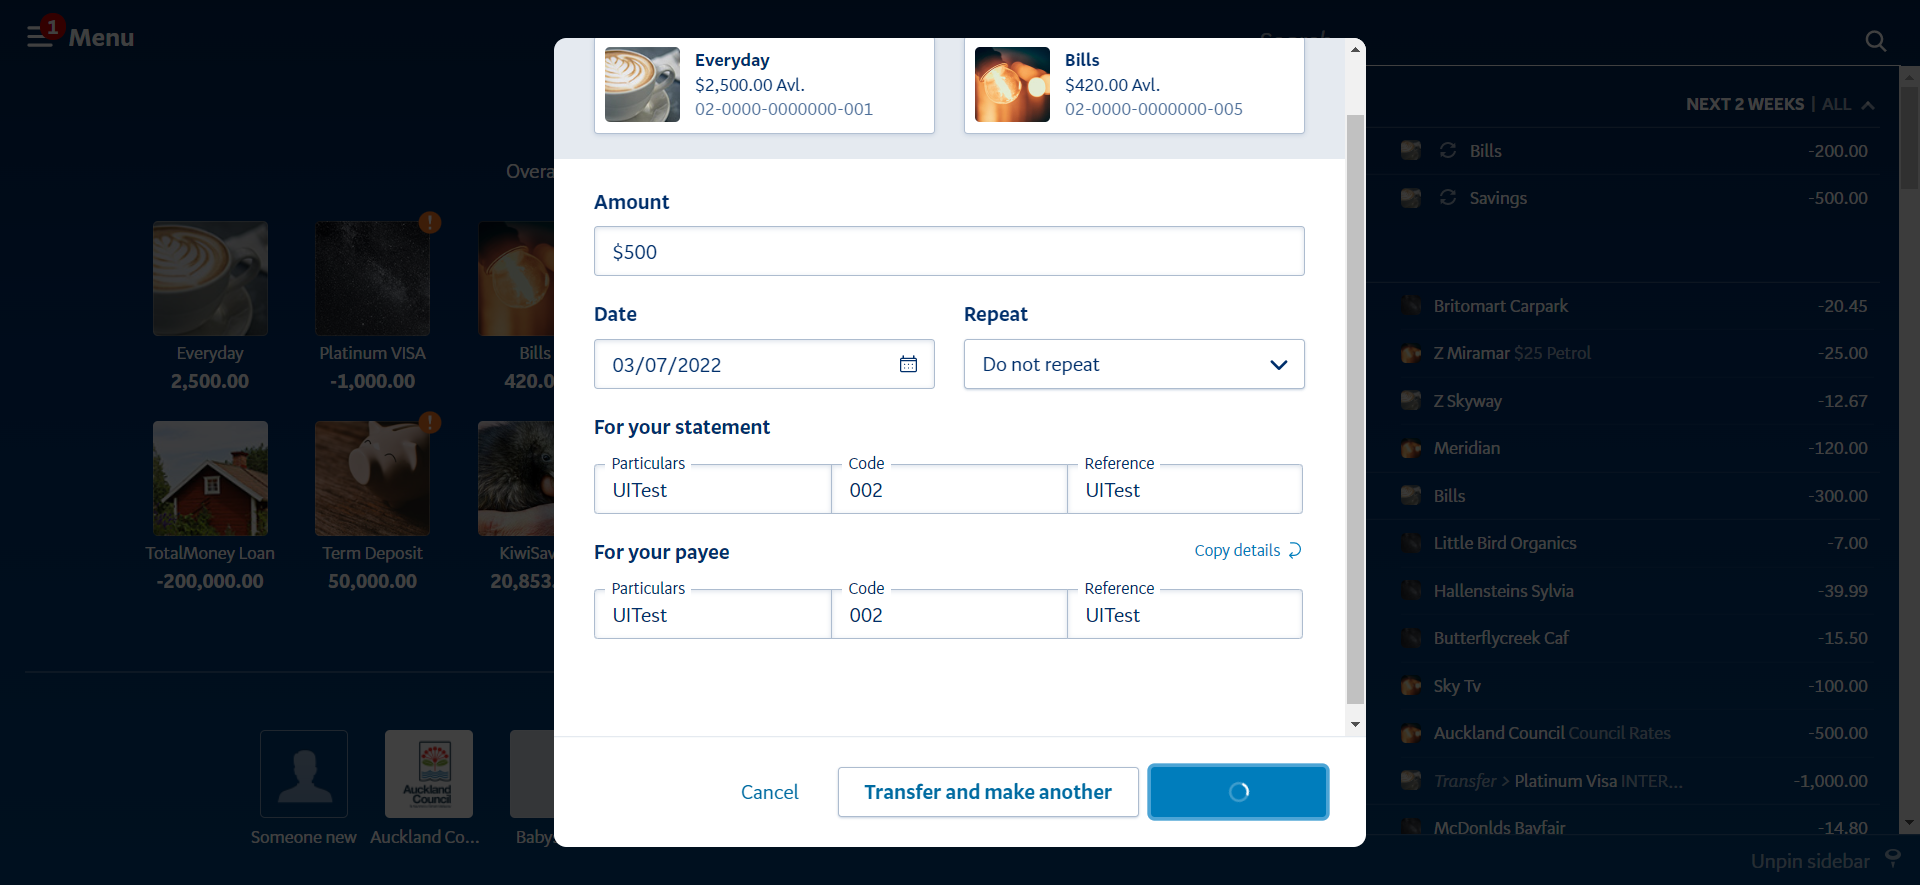 1
Menu
Everyday
$2,500.00 Avl.
02-0000-0000000-001
Bills
$420.00 Avl.
02-0000-0000000-005
Amount
$500
Date
Repeat
03/07/2022
Do not repeat
For your statement
Particulars
Code
Reference
UITest
002
UITest
For your payee
Copy details
Particulars
Code
Reference
UITest
002
UITest
Cancel
Transfer and make another
Overa
!
Everyday
2,500.00
Platinum VISA
-1,000.00
Bills
420.0
!
TotalMoney Loan
-200,000.00
Term Deposit
50,000.00
KiwiSav
20,853.
Auckland
Council
Someone new
Auckland Co...
Baby
NEXT 2 WEEKS | ALL
Bills -200.00
Savings -500.00
Britomart Carpark -20.45
Z Miramar $25 Petrol -25.00
Z Skyway -12.67
Meridian -120.00
Bills -300.00
Little Bird Organics -7.00
Hallensteins Sylvia -39.99
Butterflycreek Caf -15.50
Sky Tv -100.00
Auckland Council Council Rates -500.00
Transfer > Platinum Visa INTER... -1,000.00
McDonlds Bayfair -14.80
Unpin sidebar